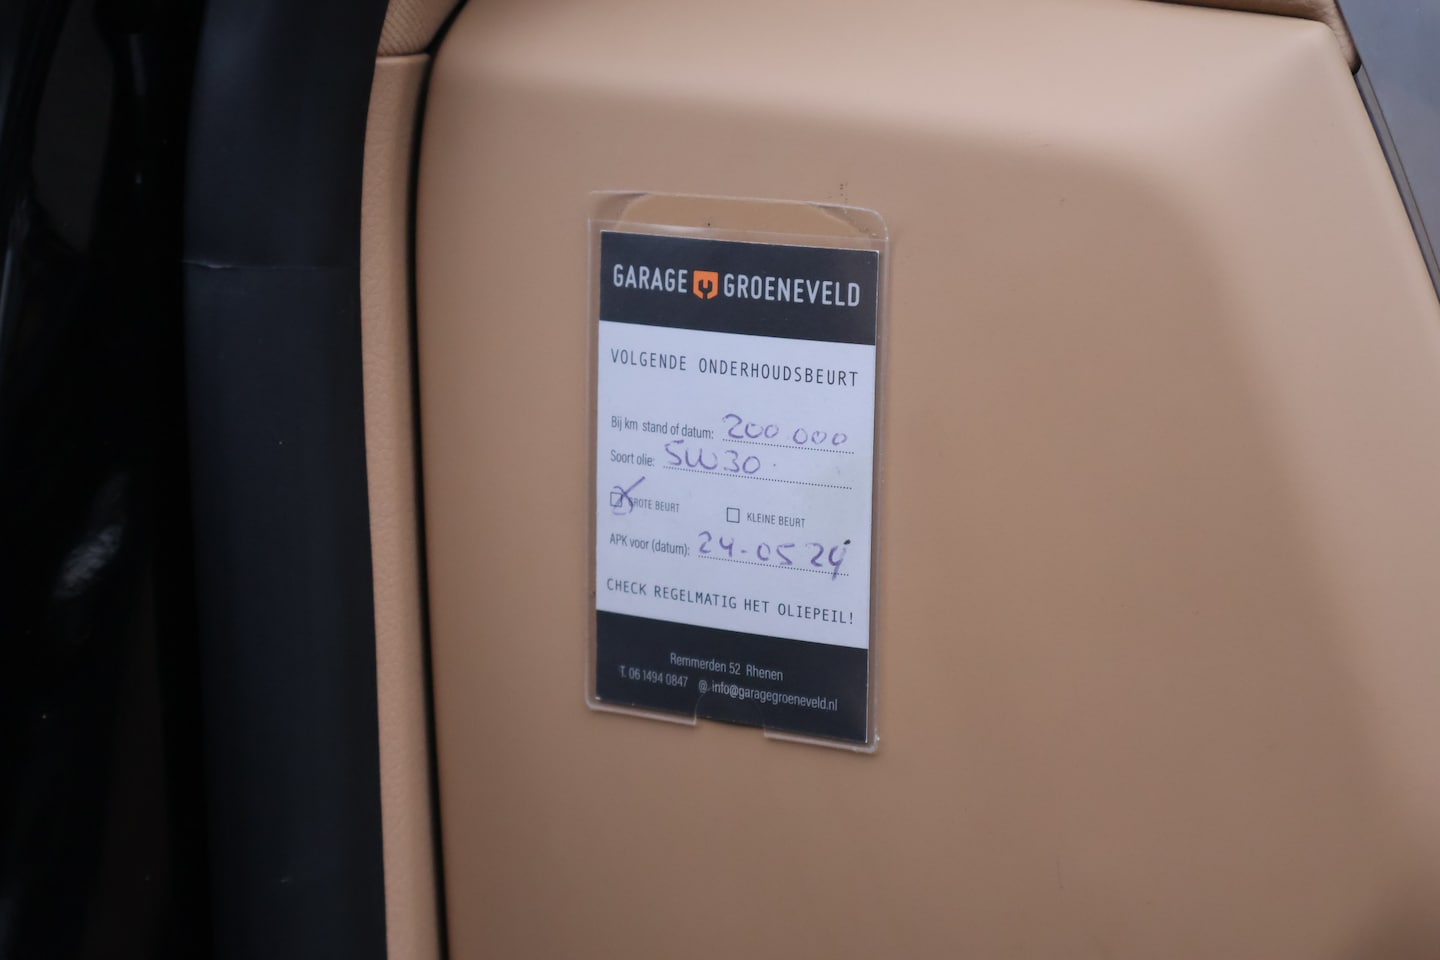 GARAGE GROENEVELD
VOLGENDE ONDERHOUDSBEURT
Bij km stand of datum: 200 000
Soort olie: 5W30
GROTE BEURT KLEINE BEURT
APK voor (datum): 24-05 24
CHECK REGELMATIG HET OLIEPEIL!
Remmerden 52 Rhenen
T. 06 1494 0847 @ info@garagegroeneveld.nl